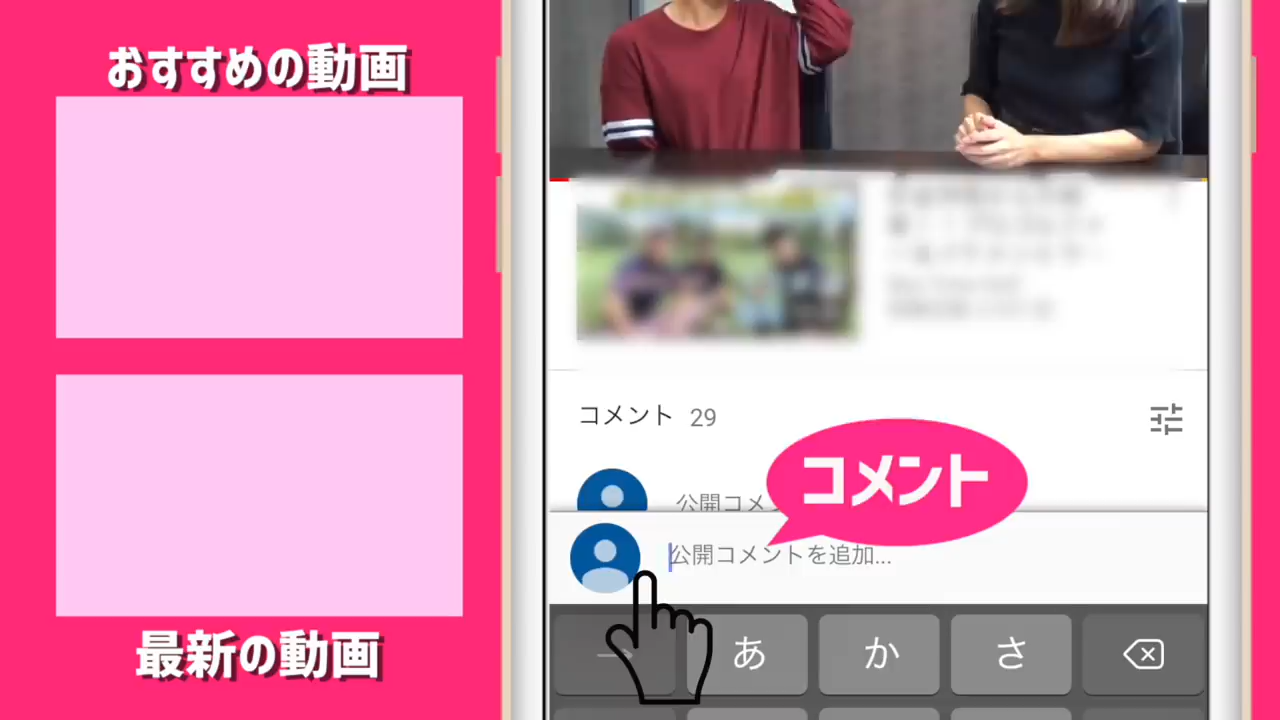 おすすめの動画
最新の動画
コメント 29
コメント
公開コメ
公開コメントを追加...
→ あ か さ